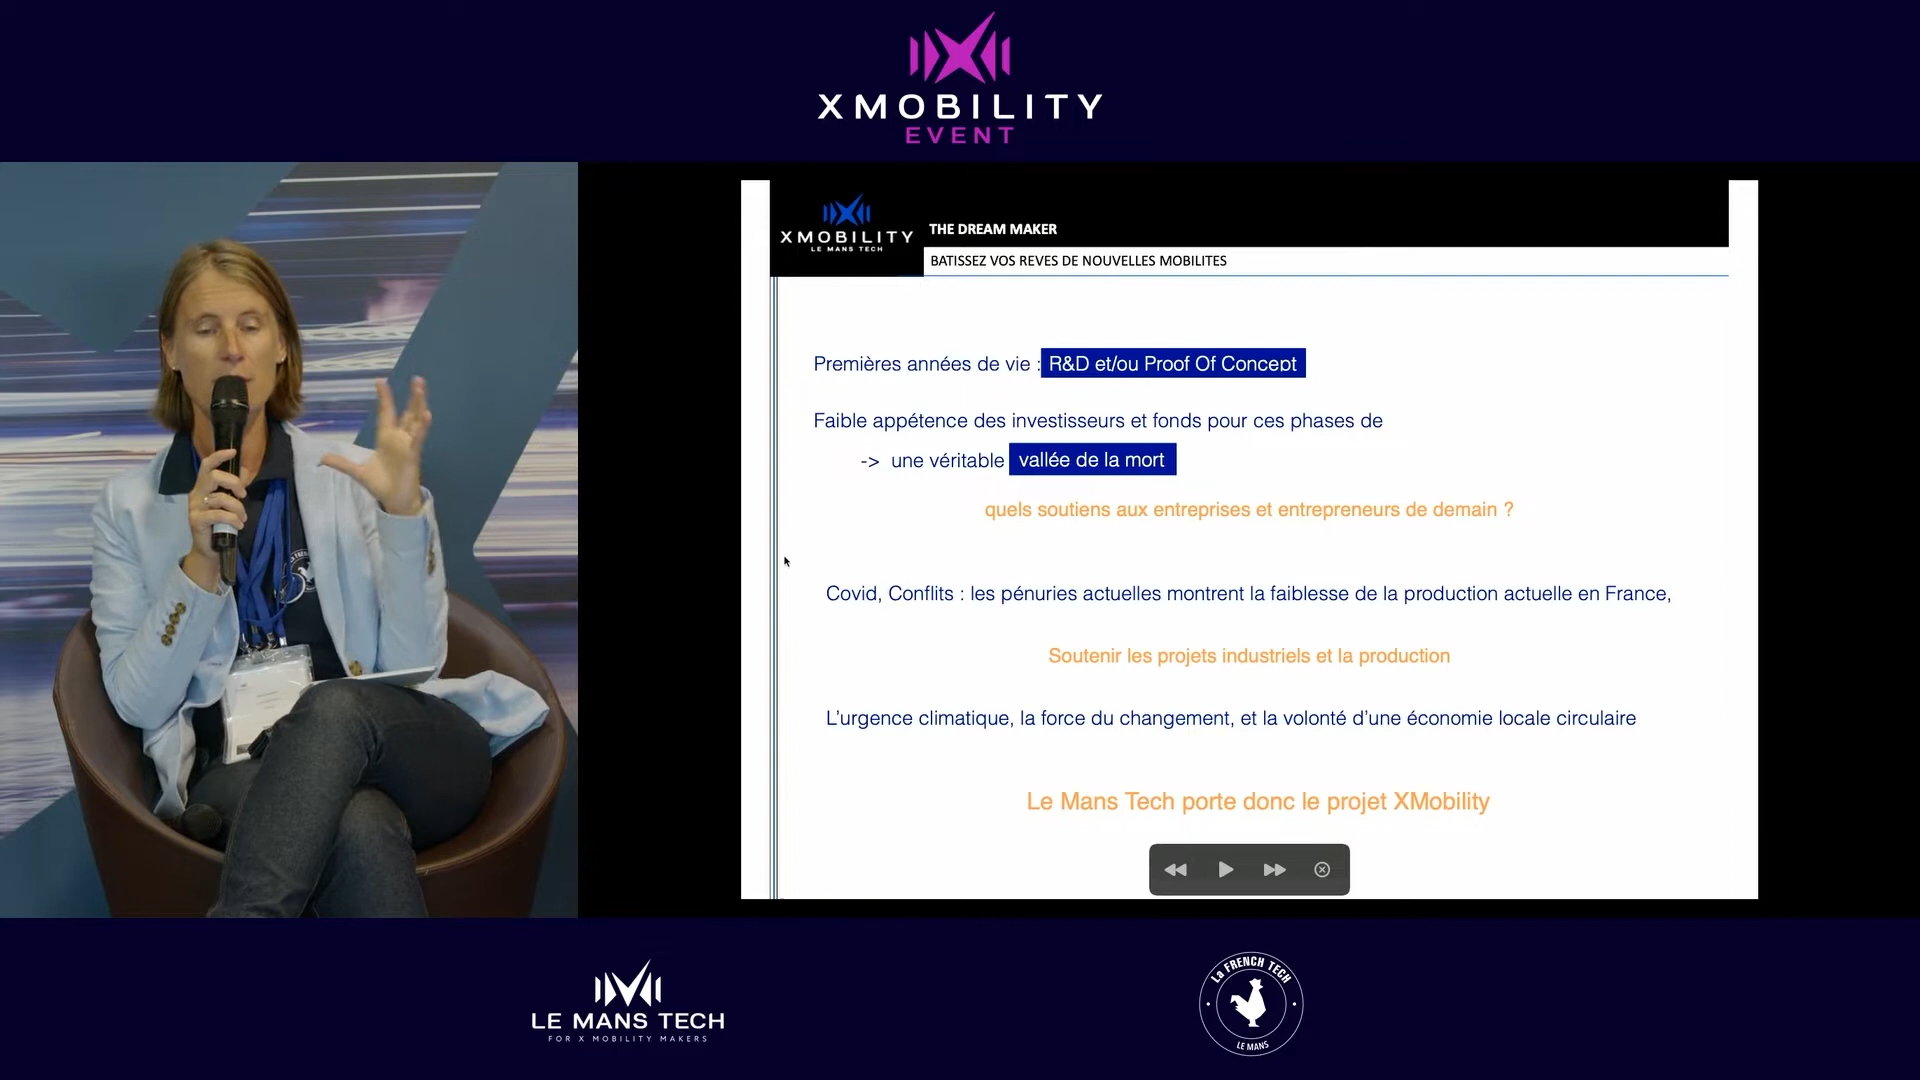 XMOBILITY
EVENT
XMOBILITY
LE MANS TECH
THE DREAM MAKER
BATISSEZ VOS REVES DE NOUVELLES MOBILITES
Premières années de vie : R&D et/ou Proof Of Concept
Faible appétence des investisseurs et fonds pour ces phases de
-> une véritable vallée de la mort
quels soutiens aux entreprises et entrepreneurs de demain ?
Covid, Conflits : les pénuries actuelles montrent la faiblesse de la production actuelle en France,
Soutenir les projets industriels et la production
L'urgence climatique, la force du changement, et la volonté d'une économie locale circulaire
Le Mans Tech porte donc le projet XMobility
LE MANS TECH
FOR X MOBILITY MAKERS
La FRENCH TECH
LE MANS